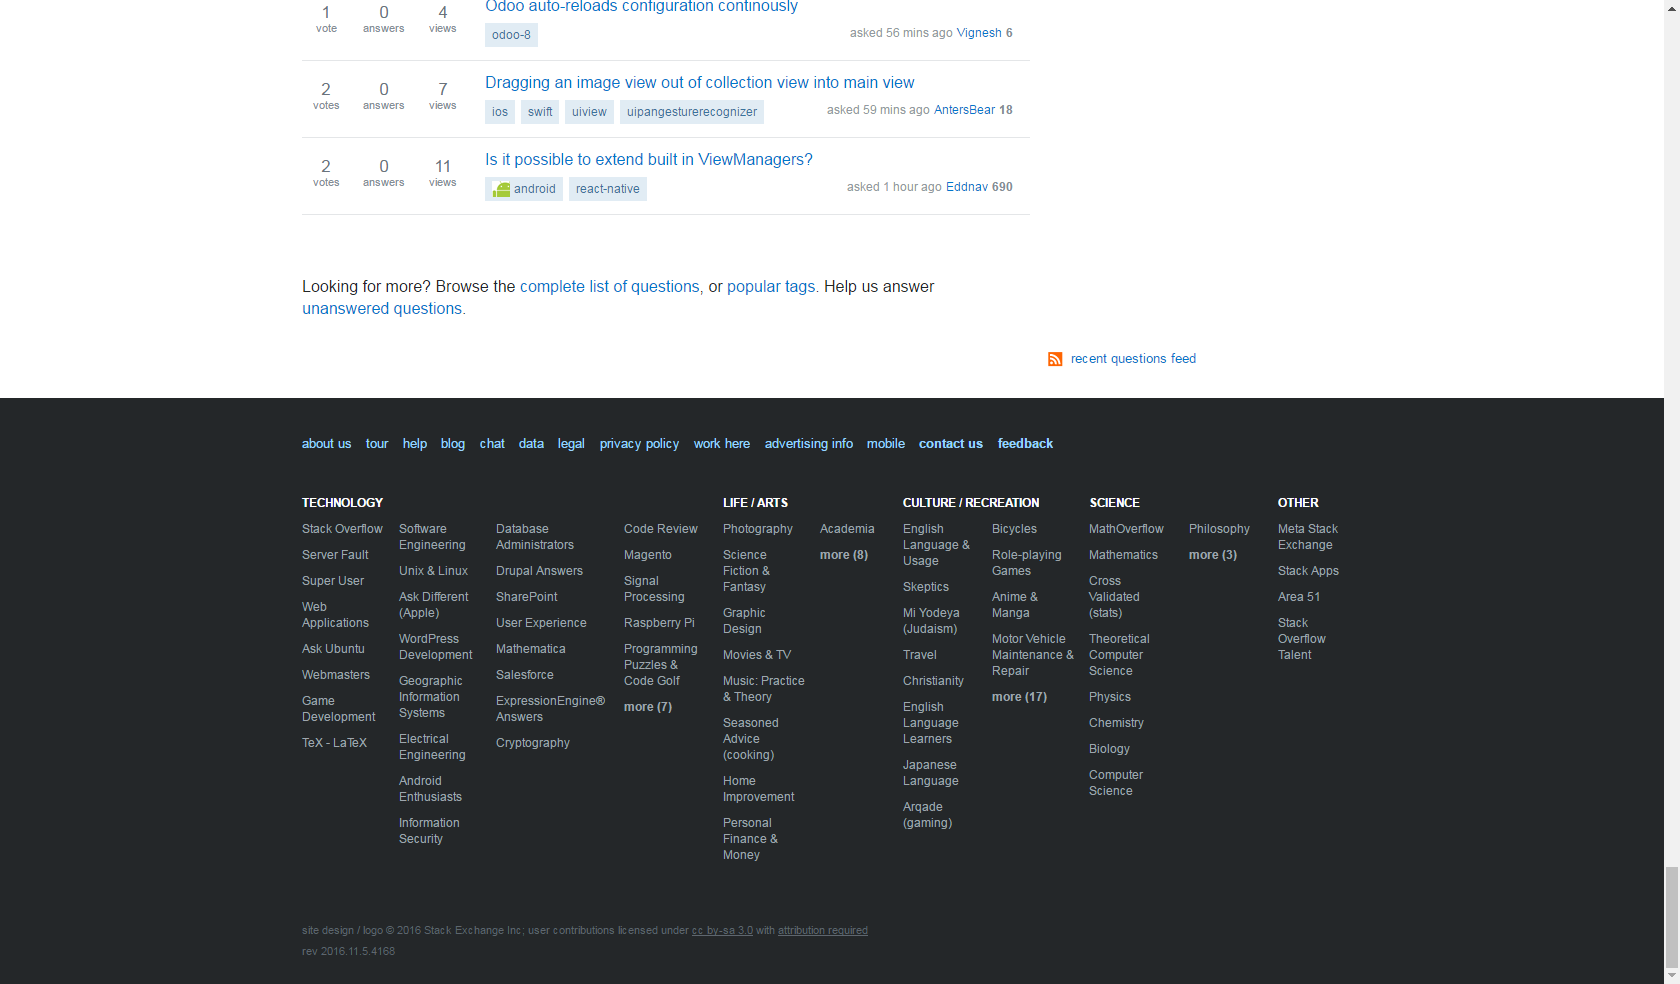 1 0 4 Odoo auto-reloads configuration continously
vote answers views
odoo-8 asked 56 mins ago Vignesh 6
2 0 7 Dragging an image view out of collection view into main view
votes answers views
ios swift uiview uipangesturerecognizer asked 59 mins ago AntersBear 18
2 0 11 Is it possible to extend built in ViewManagers?
votes answers views
android react-native asked 1 hour ago Eddnav 690
Looking for more? Browse the complete list of questions, or popular tags. Help us answer
unanswered questions.
recent questions feed
about us tour help blog chat data legal privacy policy work here advertising info mobile contact us feedback
TECHNOLOGY
Stack Overflow
Server Fault
Super User
Web
Applications
Ask Ubuntu
Webmasters
Game
Development
TeX - LaTeX
Software
Engineering
Unix & Linux
Ask Different
(Apple)
WordPress
Development
Geographic
Information
Systems
Electrical
Engineering
Android
Enthusiasts
Information
Security
Database
Administrators
Drupal Answers
SharePoint
User Experience
Mathematica
Salesforce
ExpressionEngine®
Answers
Cryptography
Code Review
Magento
Signal
Processing
Raspberry Pi
Programming
Puzzles &
Code Golf
more (7)
LIFE / ARTS
Photography
Science
Fiction &
Fantasy
Graphic
Design
Movies & TV
Music: Practice
& Theory
Seasoned
Advice
(cooking)
Home
Improvement
Personal
Finance &
Money
Academia
more (8)
CULTURE / RECREATION
English
Language &
Usage
Skeptics
Mi Yodeya
(Judaism)
Travel
Christianity
English
Language
Learners
Japanese
Language
Arqade
(gaming)
Bicycles
Role-playing
Games
Anime &
Manga
Motor Vehicle
Maintenance &
Repair
more (17)
SCIENCE
MathOverflow
Mathematics
Cross
Validated
(stats)
Theoretical
Computer
Science
Physics
Chemistry
Biology
Computer
Science
Philosophy
more (3)
OTHER
Meta Stack
Exchange
Stack Apps
Area 51
Stack
Overflow
Talent
site design / logo © 2016 Stack Exchange Inc; user contributions licensed under cc by-sa 3.0 with attribution required
rev 2016.11.5.4168